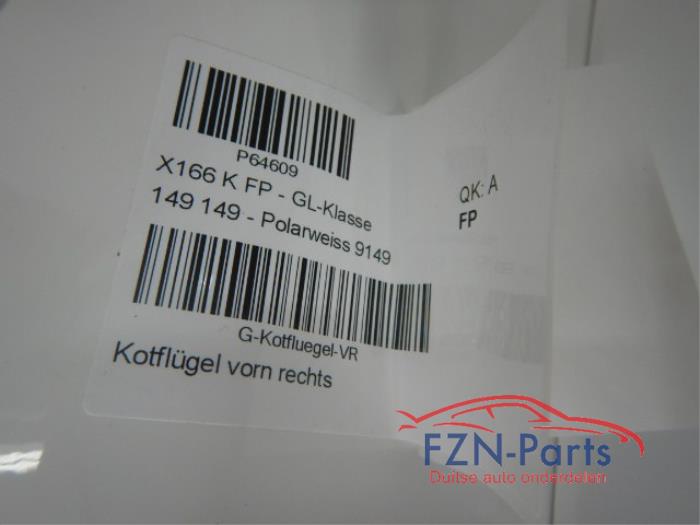 P64609
X166 K FP - GL-Klasse
149 149 - Polarweiss 9149
QK: A
FP
G-Kotfluegel-VR
Kotflügel vorn rechts
FZN-Parts
Duitse auto onderdelen